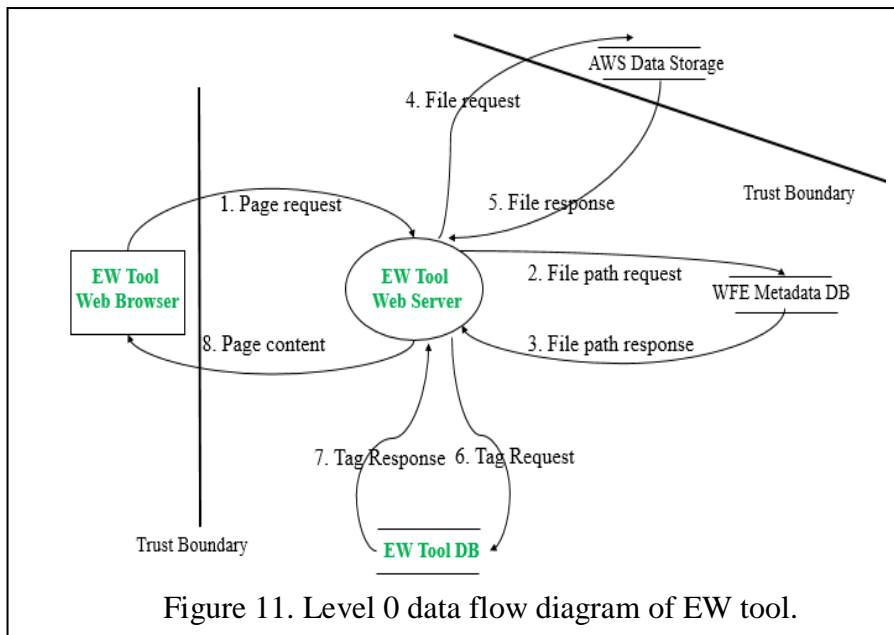 AWS Data Storage
4. File request
Trust Boundary
5. File response
1. Page request
EW Tool
Web Browser
EW Tool
Web Server
2. File path request
WFE Metadata DB
3. File path response
8. Page content
7. Tag Response
6. Tag Request
Trust Boundary
EW Tool DB
Figure 11. Level 0 data flow diagram of EW tool.